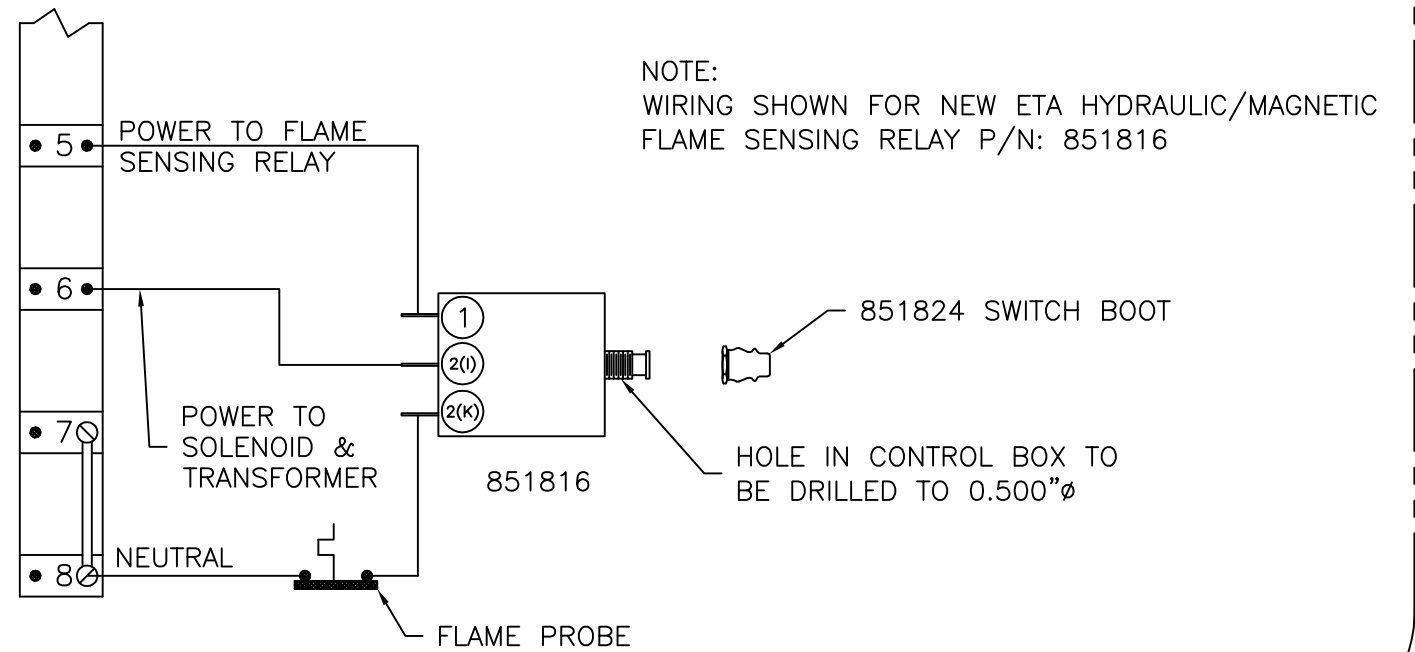 NOTE:
WIRING SHOWN FOR NEW ETA HYDRAULIC/MAGNETIC
FLAME SENSING RELAY P/N: 851816
5
POWER TO FLAME
SENSING RELAY
6
1
2(I)
2(K)
851824 SWITCH BOOT
7
POWER TO
SOLENOID &
TRANSFORMER
851816
HOLE IN CONTROL BOX TO
BE DRILLED TO 0.500"ø
8
NEUTRAL
FLAME PROBE